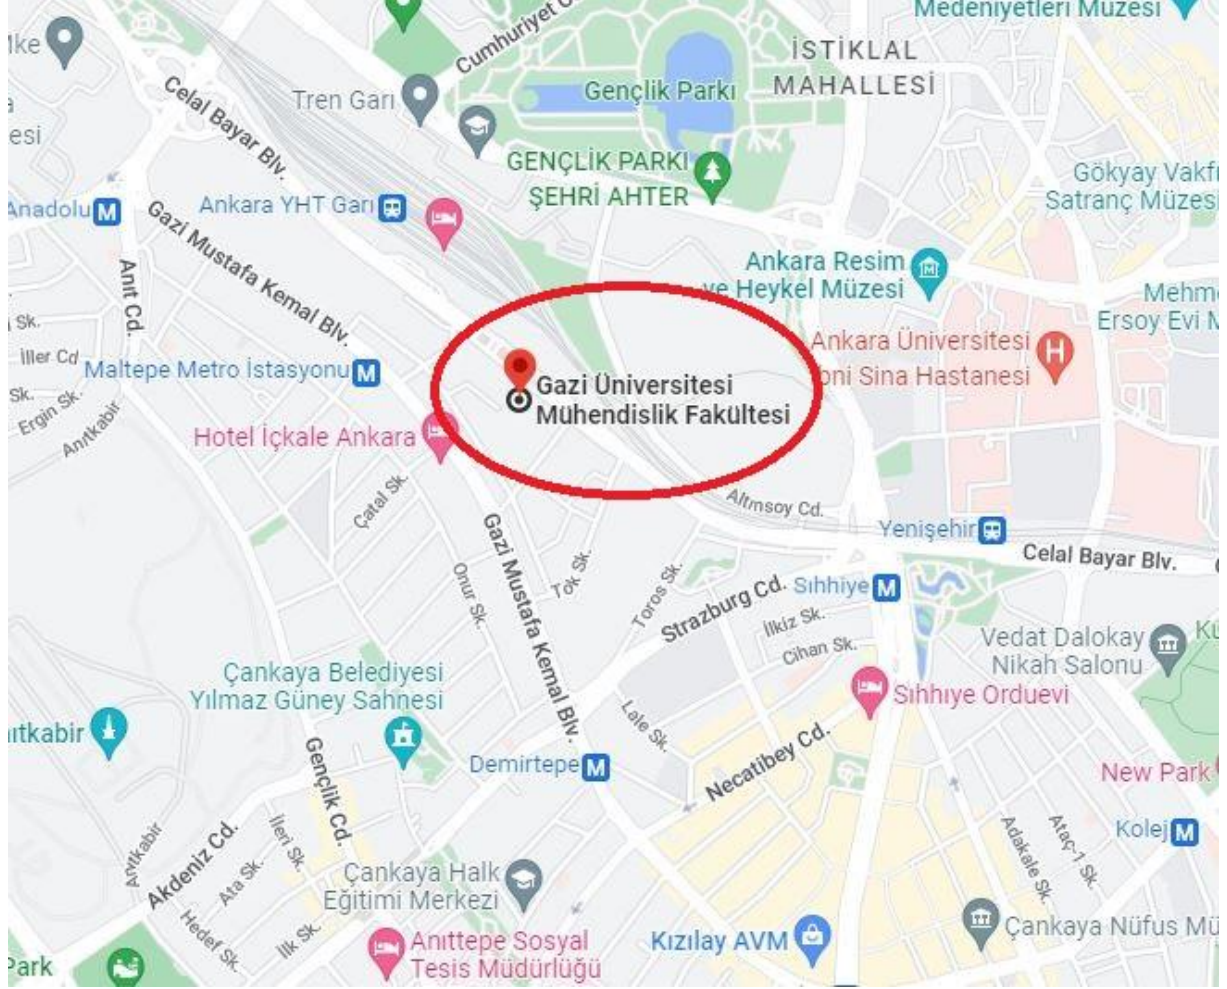 Medeniyetleri Müzesi
Cumhuriyet
İSTİKLAL
MAHALLESİ
Tren Garı
Gençlik Parkı
Celal Bayar Blv.
esi
GENÇLİK PARKI
ŞEHRİ AHTER
Gökyay Vakfı
Satranç Müzesi
Anadolu M
Ankara YHT Garı
Gazi Mustafa Kemal Blv.
Anıt Cd.
Ankara Resim
ve Heykel Müzesi
Mehm
Ersoy Evi M
Sk.
İller Cd
Maltepe Metro İstasyonu M
Ankara Üniversitesi
İbni Sina Hastanesi
H
Gazi Üniversitesi
Mühendislik Fakültesi
Sk.
Ergin Sk.
Anıtkabir
Hotel İçkale Ankara
Çatal Sk.
Altınsoy Cd.
Yenişehir
Gazi Mustafa Kemal Blv.
Celal Bayar Blv.
Onur Sk.
Tok Sk.
Toros Sk.
Strazburg Cd.
Sıhhiye M
İlkiz Sk.
Cihan Sk.
Vedat Dalokay
Nikah Salonu
Çankaya Belediyesi
Yılmaz Güney Sahnesi
Sıhhıye Orduevi
Lale Sk.
ıtkabir
Gençlik Cd.
Demirtepe M
Necatibey Cd.
New Park
Kolej M
Anıtkabir
Akdeniz Cd.
İleri Sk.
Ata Sk.
Adakale Sk.
Ataç-1 Sk.
Çankaya Halk
Eğitimi Merkezi
Hedef Sk.
İlk Sk.
Anıttepe Sosyal
Tesis Müdürlüğü
Kızılay AVM
Çankaya Nüfus Mü
Park